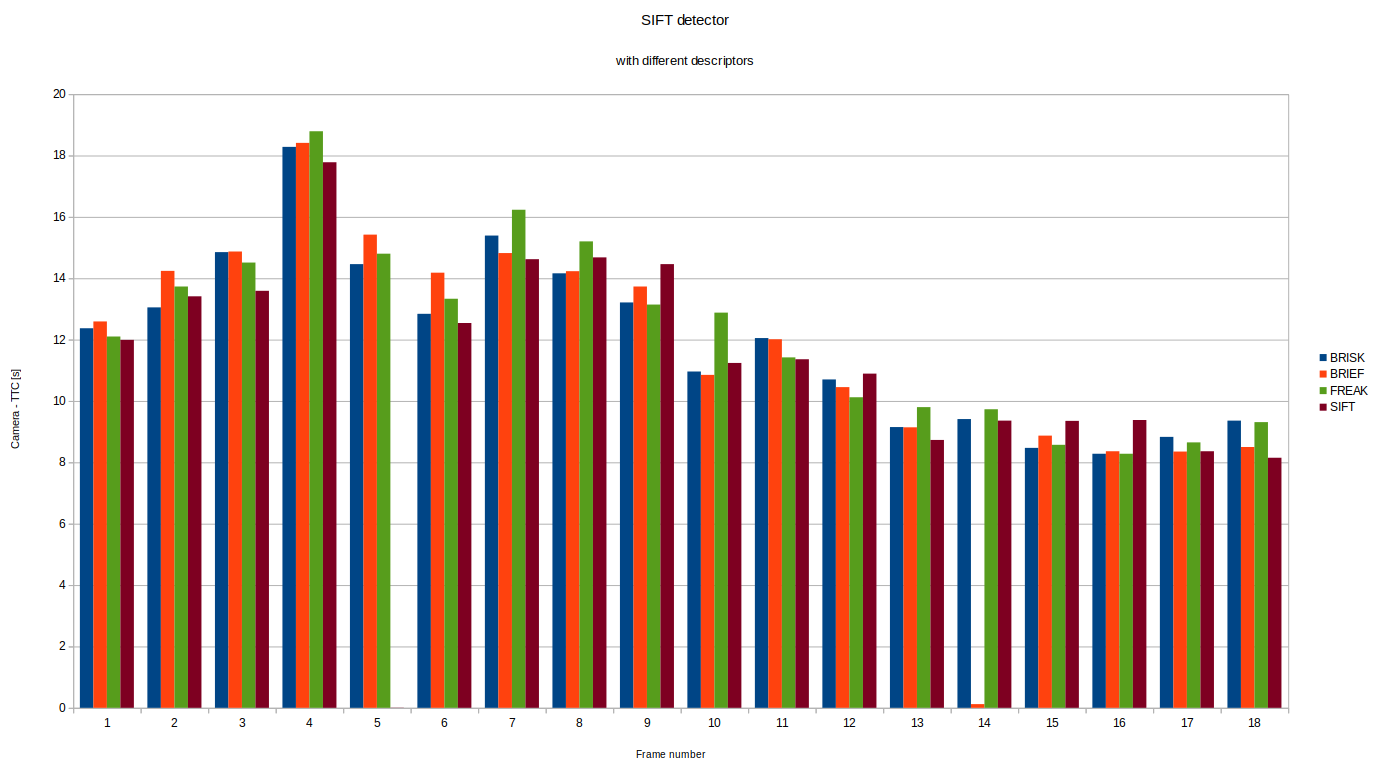 SIFT detector
with different descriptors
20
18
16
14
12
10
8
6
4
2
0
Camera - TTC [s]
1 2 3 4 5 6 7 8 9 10 11 12 13 14 15 16 17 18
Frame number
BRISK
BRIEF
FREAK
SIFT